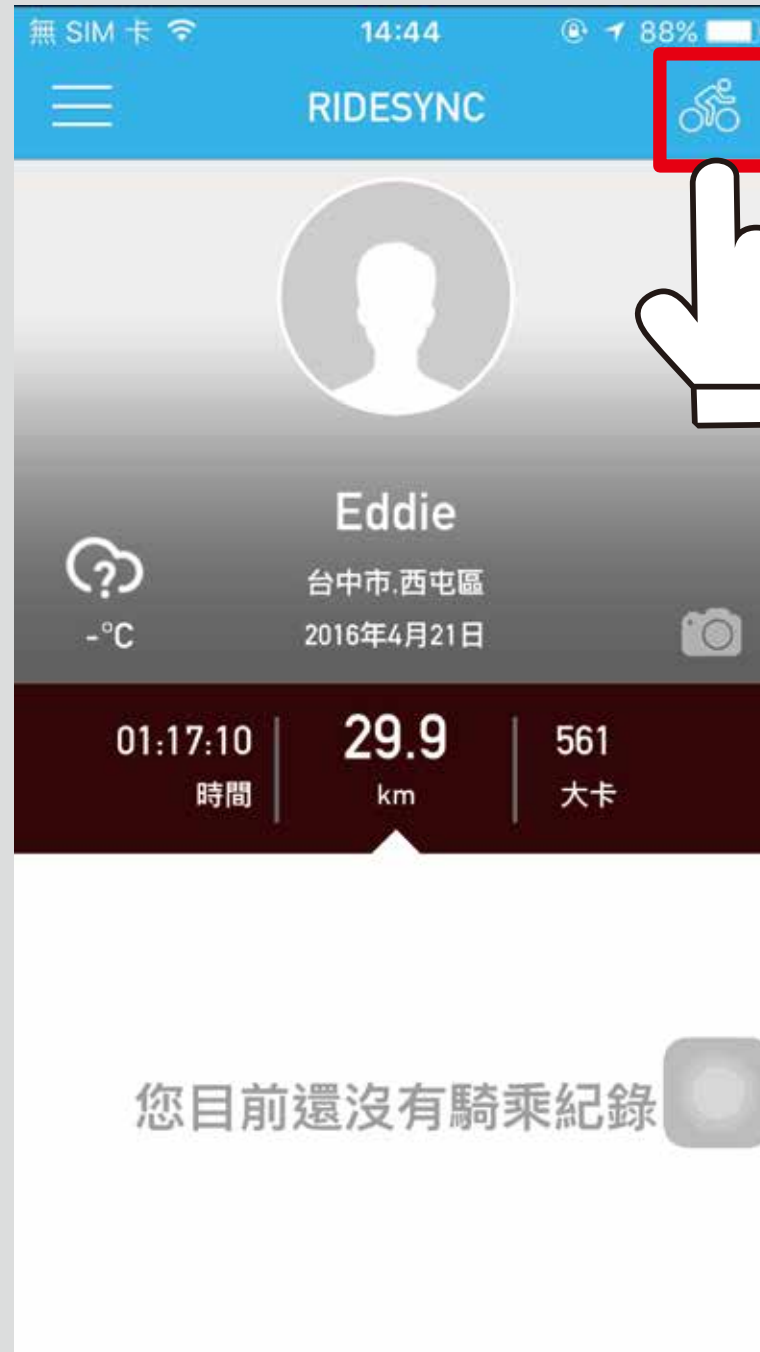 無 SIM 卡 14:44 88%
RIDESYNC
Eddie
台中市.西屯區
-°C 2016年4月21日
01:17:10 29.9 561
時間 km 大卡
您目前還沒有騎乘紀錄